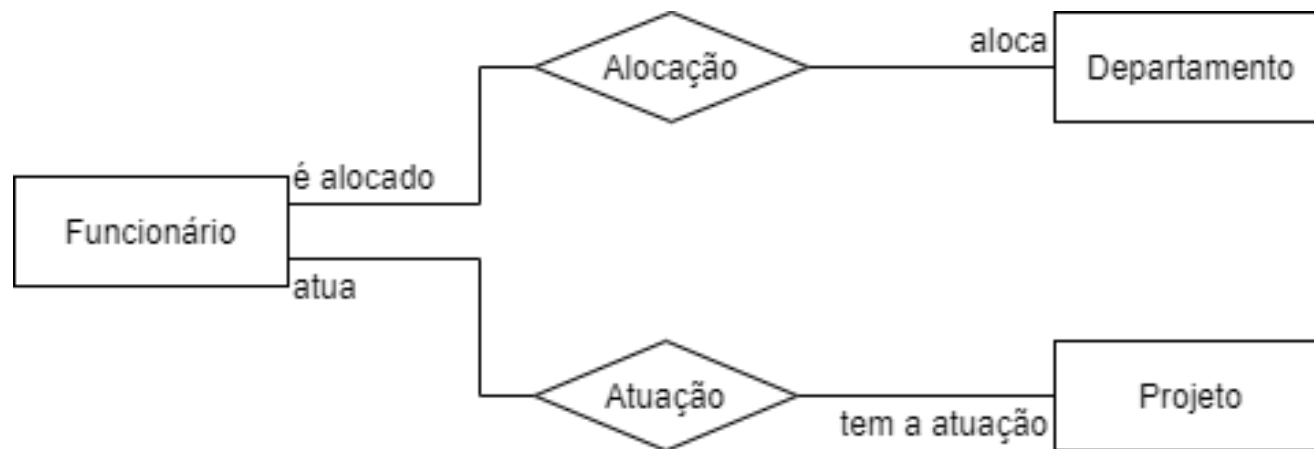 Alocação
aloca
Departamento
é alocado
Funcionário
atua
Atuação
tem a atuação
Projeto